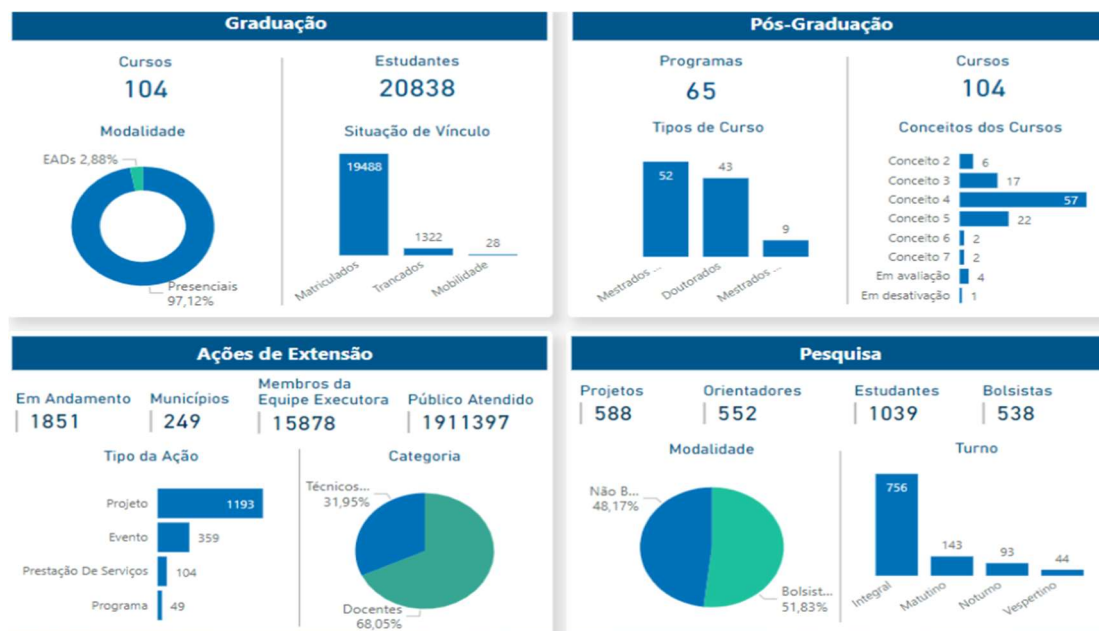 Graduação
Cursos
104
Estudantes
20838
Modalidade
EADs 2,88%
Presenciais
97,12%
Situação de Vínculo
19488
1322
28
Matriculados
Trancados
Mobilidade
Pós-Graduação
Programas
65
Cursos
104
Tipos de Curso
52
43
9
Mestrados ...
Doutorados
Mestrados ...
Conceitos dos Cursos
Conceito 2 6
Conceito 3 17
Conceito 4 57
Conceito 5 22
Conceito 6 2
Conceito 7 2
Em avaliação 4
Em desativação 1
Ações de Extensão
Em Andamento
1851
Municípios
249
Membros da
Equipe Executora
15878
Público Atendido
1911397
Tipo da Ação
Projeto 1193
Evento 359
Prestação De Serviços 104
Programa 49
Categoria
Técnicos...
31,95%
Docentes
68,05%
Pesquisa
Projetos
588
Orientadores
552
Estudantes
1039
Bolsistas
538
Modalidade
Não B...
48,17%
Bolsist...
51,83%
Turno
756
143
93
44
Integral
Matutino
Noturno
Vespertino